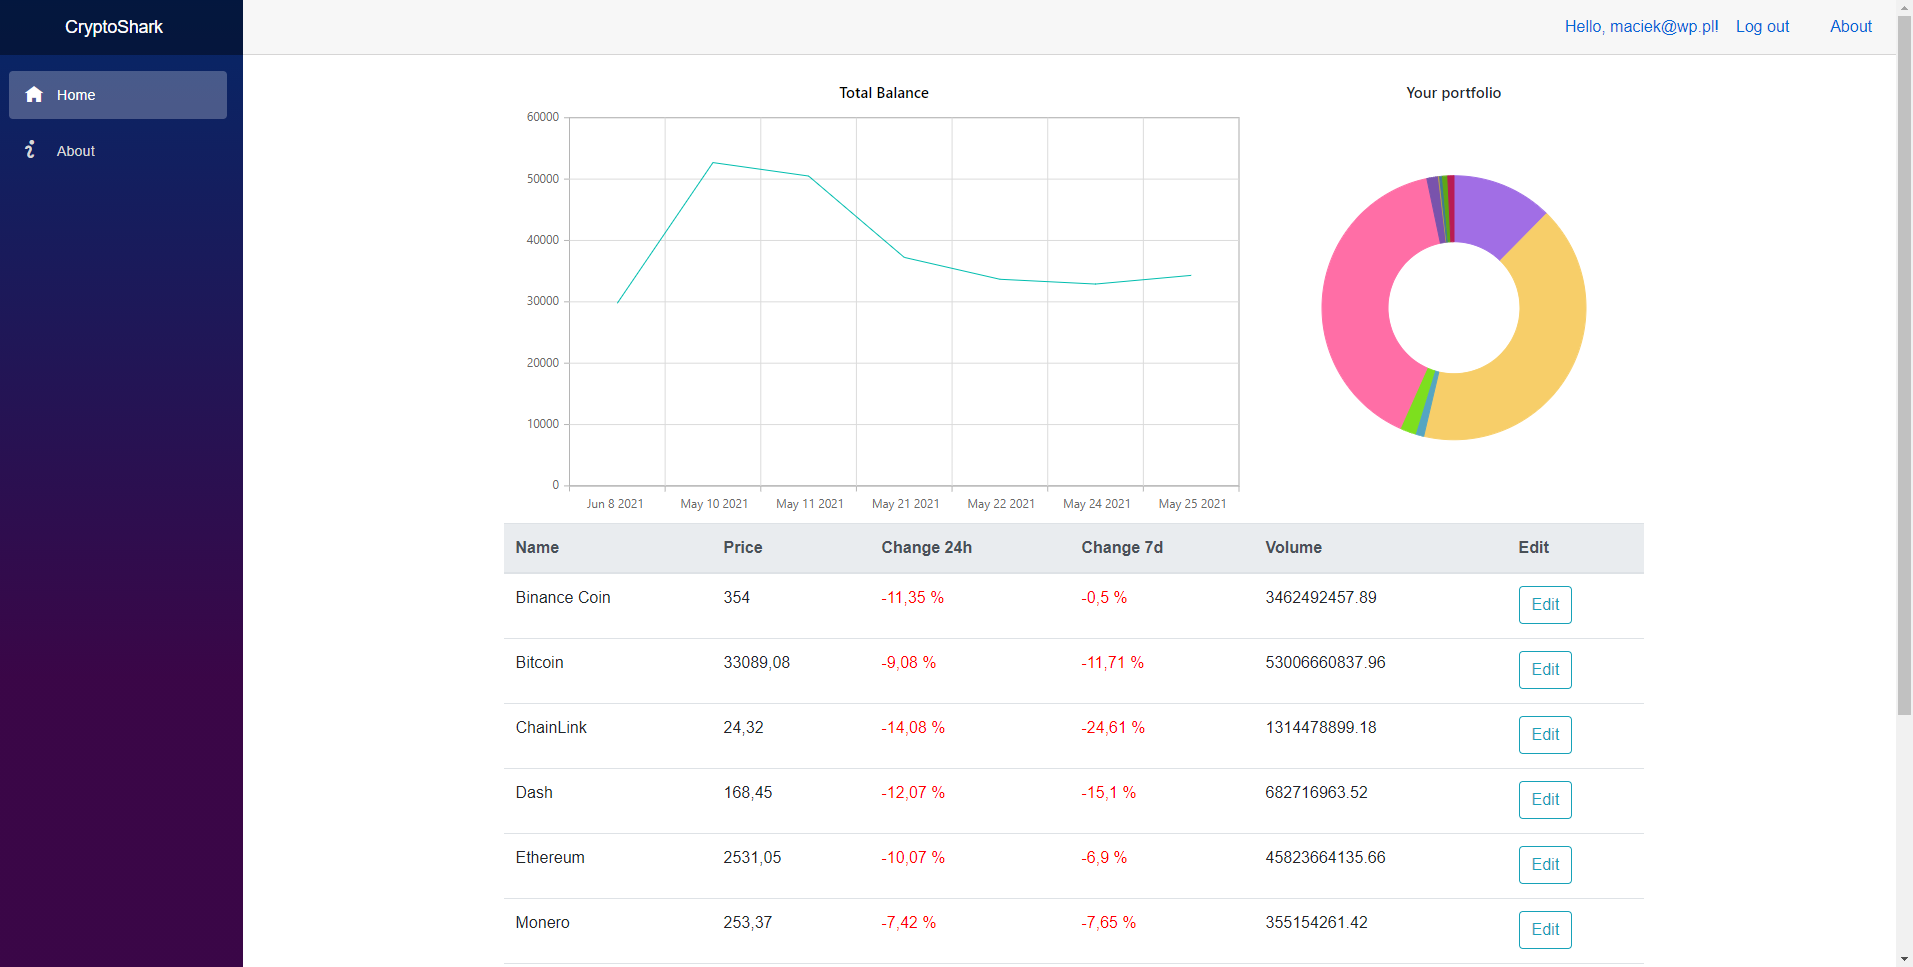 CryptoShark
Hello, maciek@wp.pl! Log out About
Home
About
Total Balance
60000
50000
40000
30000
20000
10000
0
Jun 8 2021 May 10 2021 May 11 2021 May 21 2021 May 22 2021 May 24 2021 May 25 2021
Your portfolio
Name Price Change 24h Change 7d Volume Edit
Binance Coin 354 -11,35 % -0,5 % 3462492457.89 Edit
Bitcoin 33089,08 -9,08 % -11,71 % 53006660837.96 Edit
ChainLink 24,32 -14,08 % -24,61 % 1314478899.18 Edit
Dash 168,45 -12,07 % -15,1 % 682716963.52 Edit
Ethereum 2531,05 -10,07 % -6,9 % 45823664135.66 Edit
Monero 253,37 -7,42 % -7,65 % 355154261.42 Edit